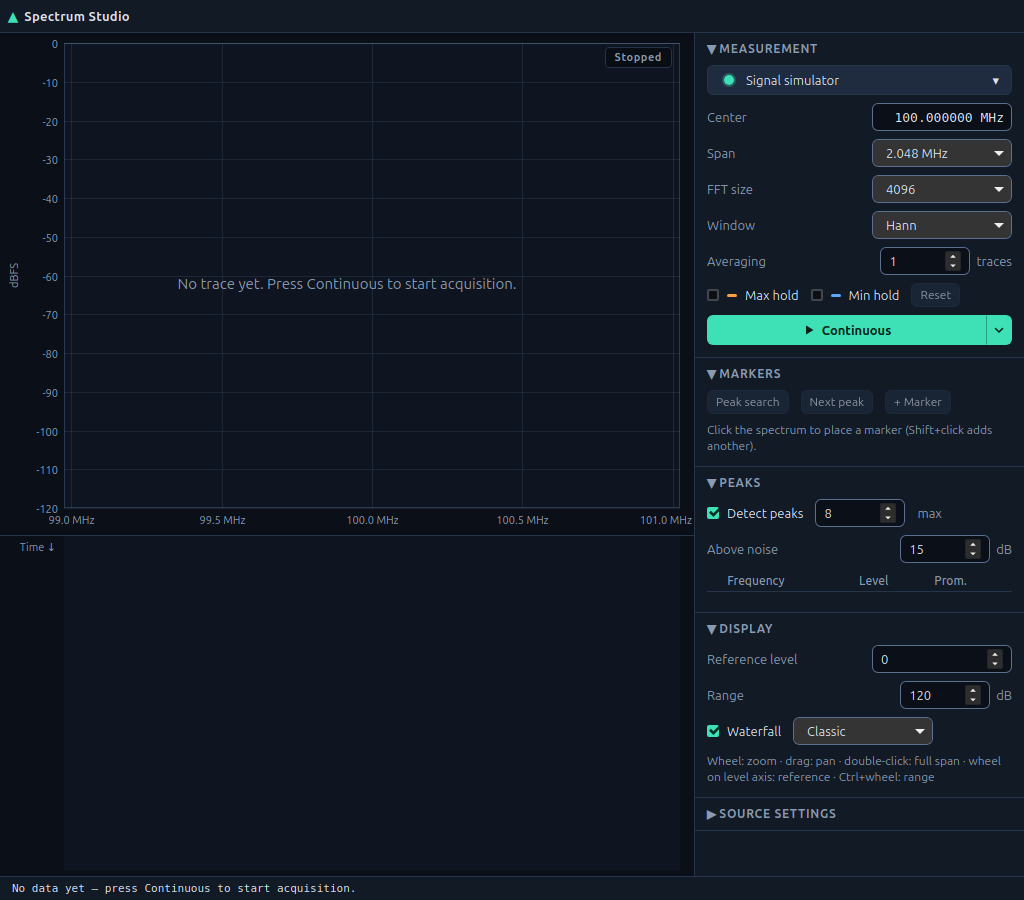 Spectrum Studio
Stopped
0
-10
-20
-30
-40
-50
-60
-70
-80
-90
-100
-110
-120
dBFS
No trace yet. Press Continuous to start acquisition.
99.0 MHz
99.5 MHz
100.0 MHz
100.5 MHz
101.0 MHz
Time ↓
▼ MEASUREMENT
Signal simulator
Center 100.000000 MHz
Span 2.048 MHz
FFT size 4096
Window Hann
Averaging 1 traces
Max hold Min hold Reset
Continuous
▼ MARKERS
Peak search Next peak + Marker
Click the spectrum to place a marker (Shift+click adds
another).
▼ PEAKS
Detect peaks 8 max
Above noise 15 dB
Frequency Level Prom.
▼ DISPLAY
Reference level 0
Range 120 dB
Waterfall Classic
Wheel: zoom · drag: pan · double-click: full span · wheel
on level axis: reference · Ctrl+wheel: range
▶ SOURCE SETTINGS
No data yet — press Continuous to start acquisition.